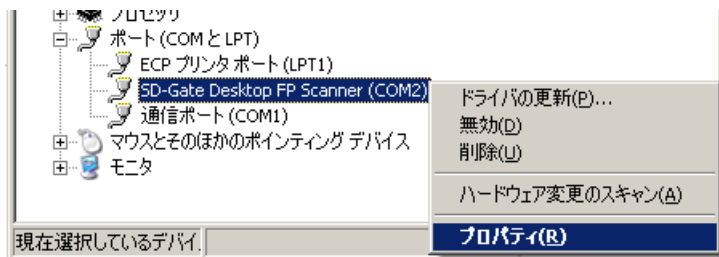 プロセッサ
ポート (COM と LPT)
ECP プリンタ ポート (LPT1)
SD-Gate Desktop FP Scanner (COM2)
通信ポート (COM1)
マウスとそのほかのポインティング デバイス
モニタ
ドライバの更新(P)...
無効(D)
削除(U)
ハードウェア変更のスキャン(A)
プロパティ(R)
現在選択しているデバイ